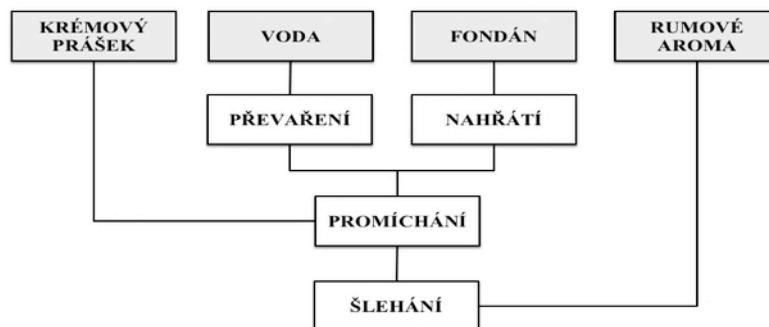 KRÉMOVÝ
PRÁŠEK
VODA
FONDÁN
RUMOVÉ
AROMA
PŘEVAŘENÍ
NAHŘÁTÍ
PROMÍCHÁNÍ
ŠLEHÁNÍ